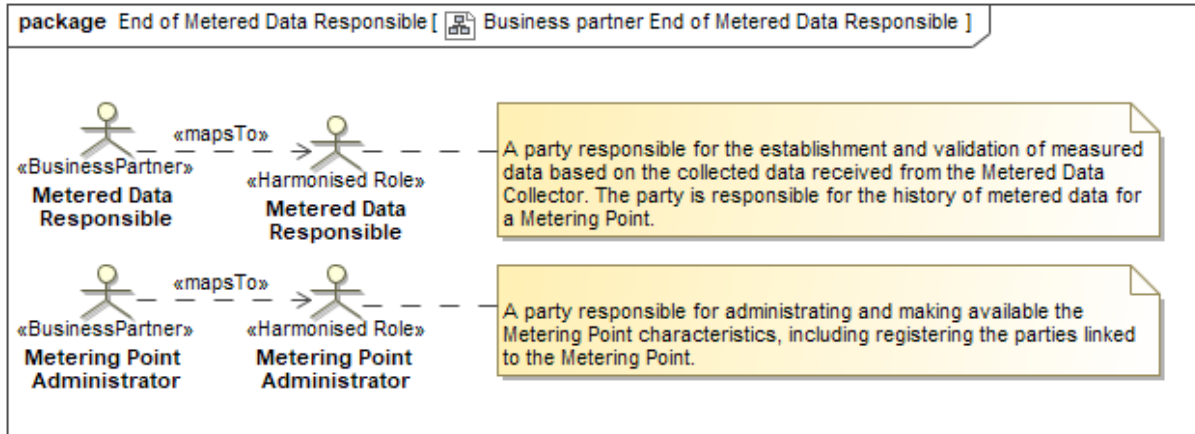 package End of Metered Data Responsible [ Business partner End of Metered Data Responsible ]
«mapsTo»
«BusinessPartner»
Metered Data
Responsible
«Harmonised Role»
Metered Data
Responsible
A party responsible for the establishment and validation of measured
data based on the collected data received from the Metered Data
Collector. The party is responsible for the history of metered data for
a Metering Point.
«mapsTo»
«BusinessPartner»
Metering Point
Administrator
«Harmonised Role»
Metering Point
Administrator
A party responsible for administrating and making available the
Metering Point characteristics, including registering the parties linked
to the Metering Point.